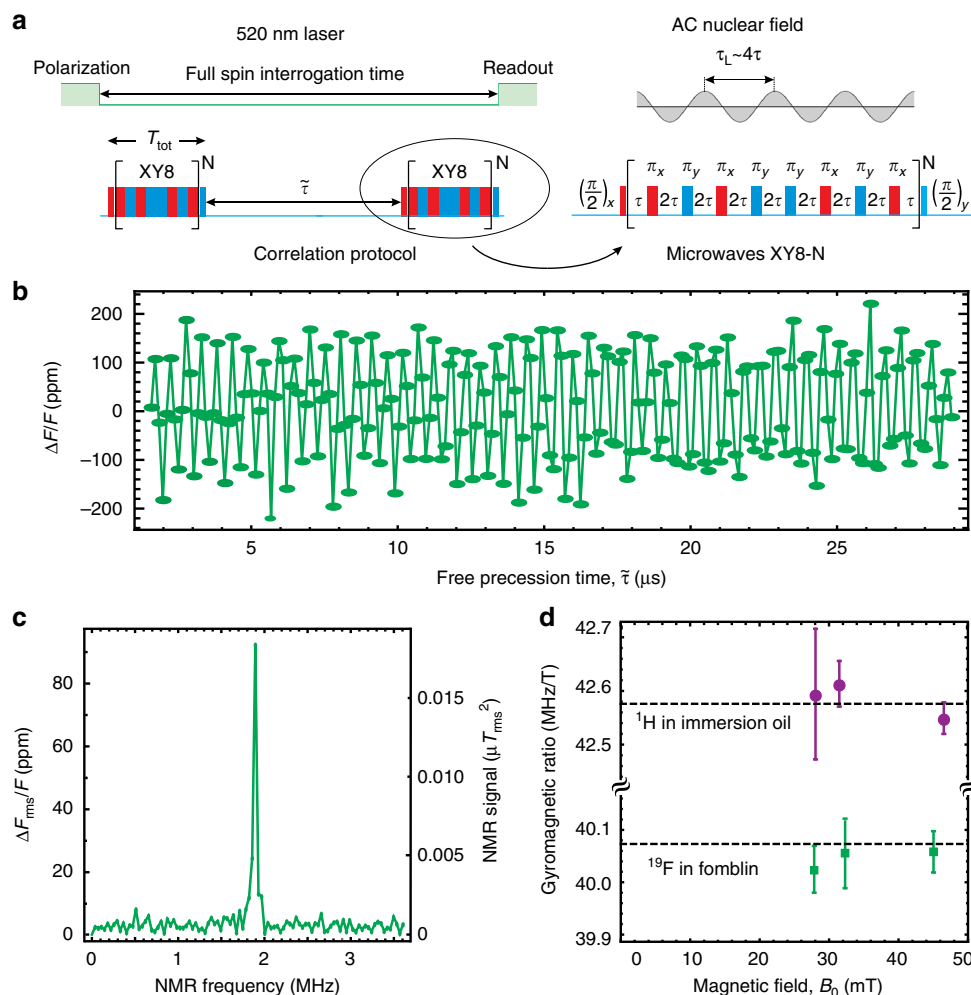 a
520 nm laser
AC nuclear field
Polarization
Full spin interrogation time
Readout
τL~4τ
Ttot
XY8
N
τ̃
XY8
N
πx πy πx πy πy πx πy πx
N
(π/2)x
τ 2τ 2τ 2τ 2τ 2τ 2τ τ
(π/2)y
Correlation protocol
Microwaves XY8-N
b
200
100
0
−100
−200
ΔF/F (ppm)
5 10 15 20 25
Free precession time, τ̃ (μs)
c
80
60
40
20
0
ΔFrms/F (ppm)
0.015
0.010
0.005
0
NMR signal (μTrms²)
0 1 2 3
NMR frequency (MHz)
d
42.7
42.6
42.5
40.1
40.0
39.9
Gyromagnetic ratio (MHz/T)
¹H in immersion oil
¹⁹F in fomblin
0 10 20 30 40 50
Magnetic field, B₀ (mT)